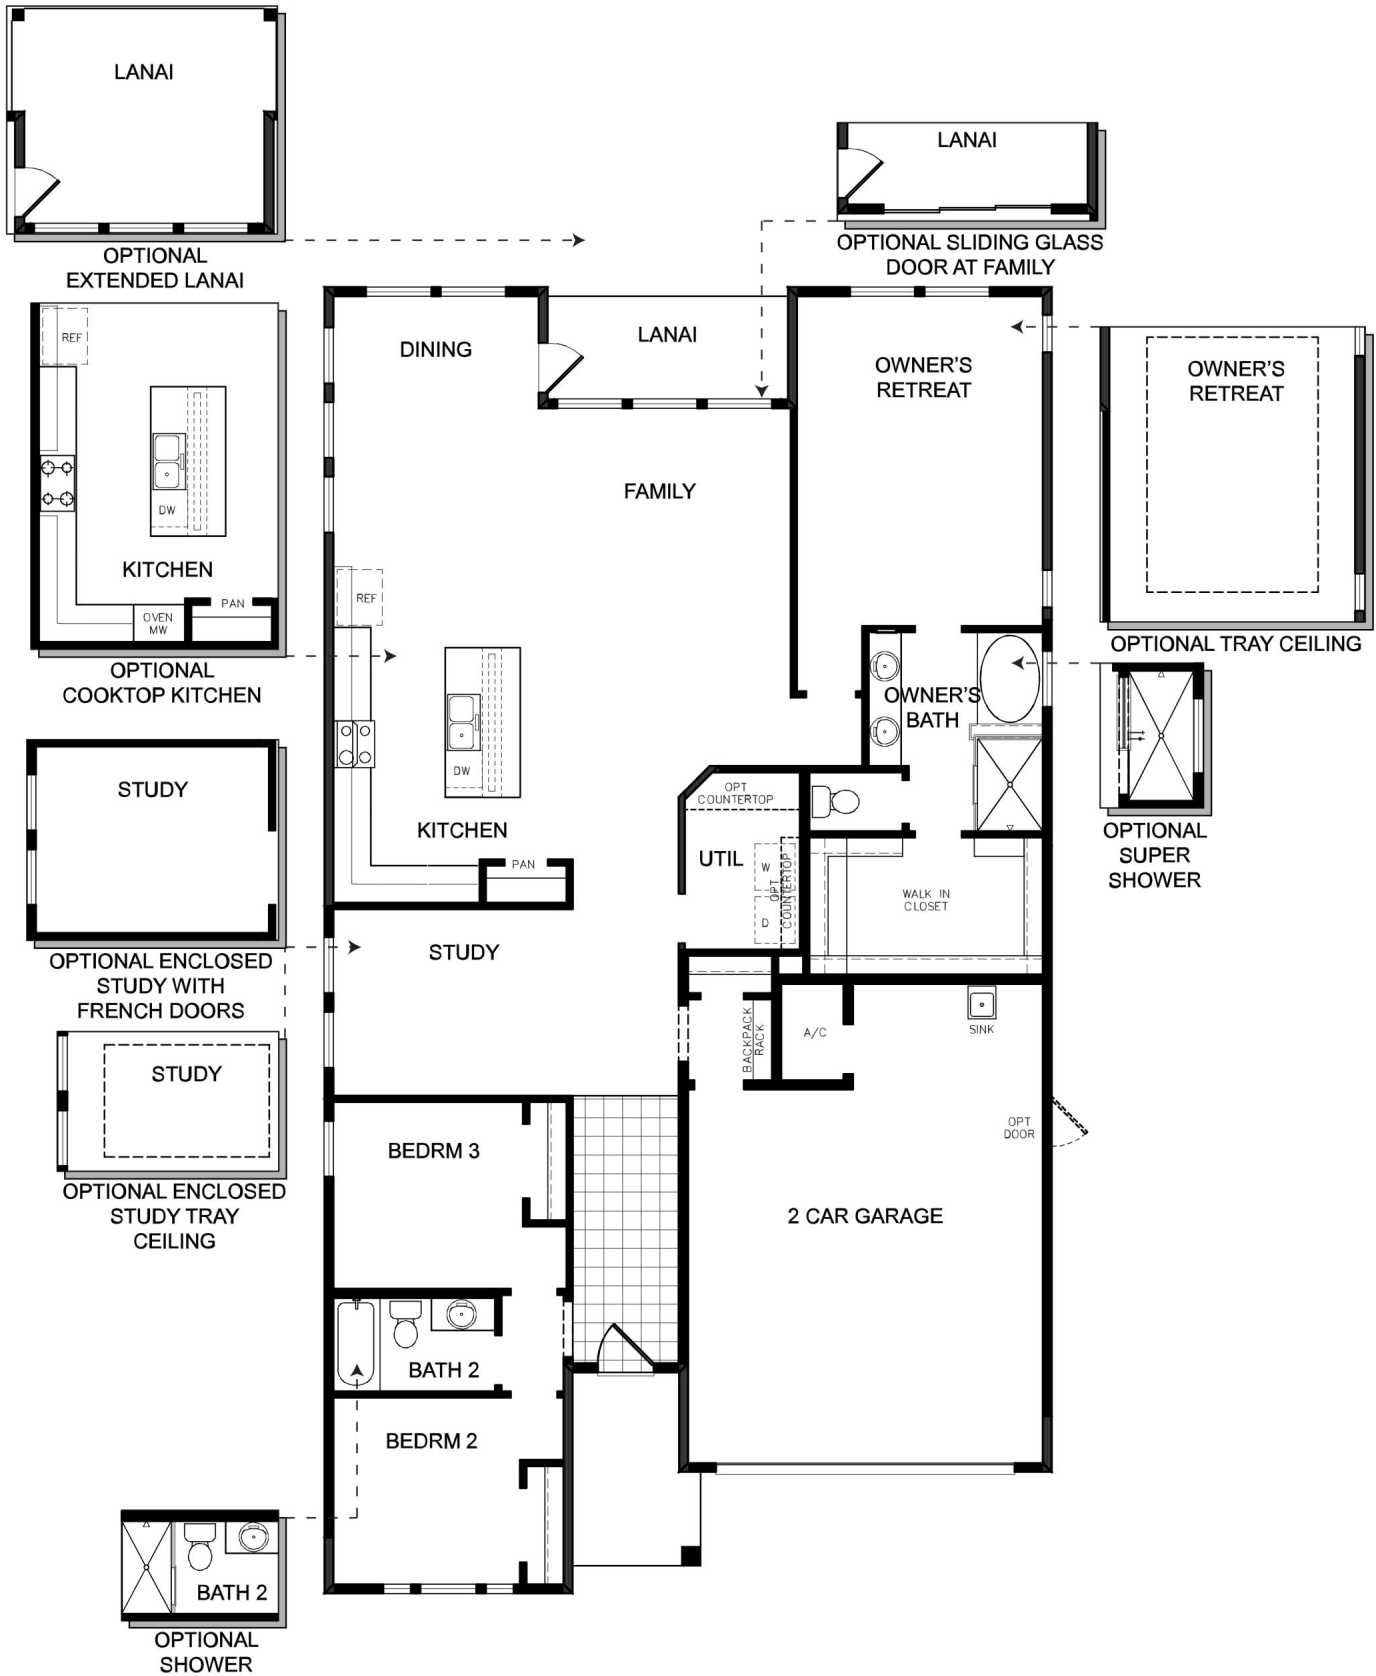 LANAI
OPTIONAL
EXTENDED LANAI
LANAI
OPTIONAL SLIDING GLASS
DOOR AT FAMILY
REF
DW
KITCHEN
PAN
OVEN
MW
OPTIONAL
COOKTOP KITCHEN
DINING
LANAI
OWNER'S
RETREAT
FAMILY
OWNER'S
RETREAT
OPTIONAL TRAY CEILING
REF
DW
KITCHEN
PAN
OWNER'S
BATH
OPTIONAL
SUPER
SHOWER
OPT
COUNTERTOP
UTIL
W
D
OPT
COUNTERTOP
WALK IN
CLOSET
STUDY
OPTIONAL ENCLOSED
STUDY WITH
FRENCH DOORS
STUDY
STUDY
OPTIONAL ENCLOSED
STUDY TRAY
CEILING
BACKPACK
RACK
A/C
SINK
OPT
DOOR
BEDRM 3
2 CAR GARAGE
BATH 2
BEDRM 2
BATH 2
OPTIONAL
SHOWER